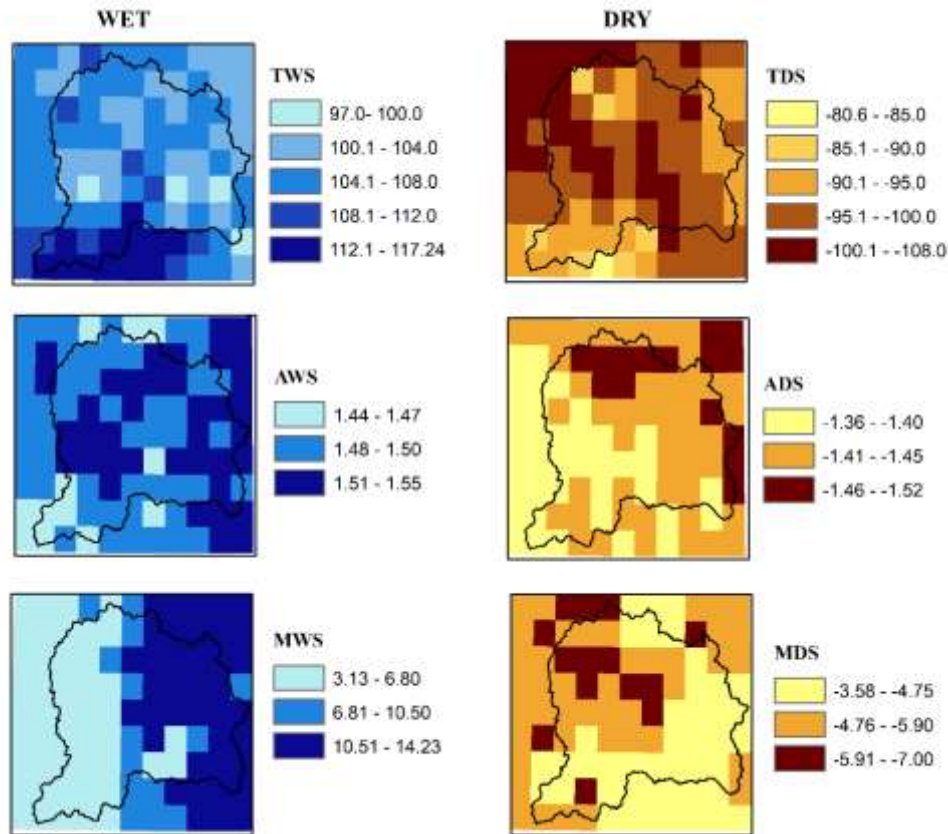 WET
DRY
TWS
97.0- 100.0
100.1 - 104.0
104.1 - 108.0
108.1 - 112.0
112.1 - 117.24
TDS
-80.6 - -85.0
-85.1 - -90.0
-90.1 - -95.0
-95.1 - -100.0
-100.1 - -108.0
AWS
1.44 - 1.47
1.48 - 1.50
1.51 - 1.55
ADS
-1.36 - -1.40
-1.41 - -1.45
-1.46 - -1.52
MWS
3.13 - 6.80
6.81 - 10.50
10.51 - 14.23
MDS
-3.58 - -4.75
-4.76 - -5.90
-5.91 - -7.00